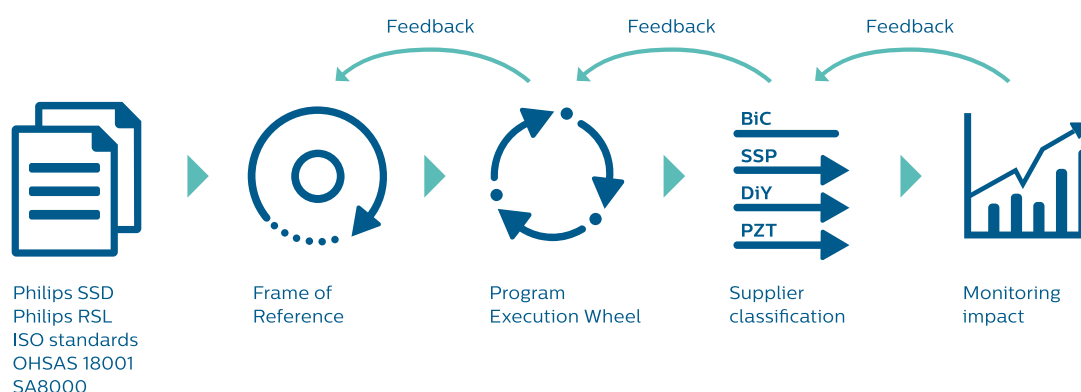 Feedback
Feedback
Feedback
BiC
SSP
DiY
PZT
Philips SSD
Philips RSL
ISO standards
OHSAS 18001
SA8000
Frame of
Reference
Program
Execution Wheel
Supplier
classification
Monitoring
impact